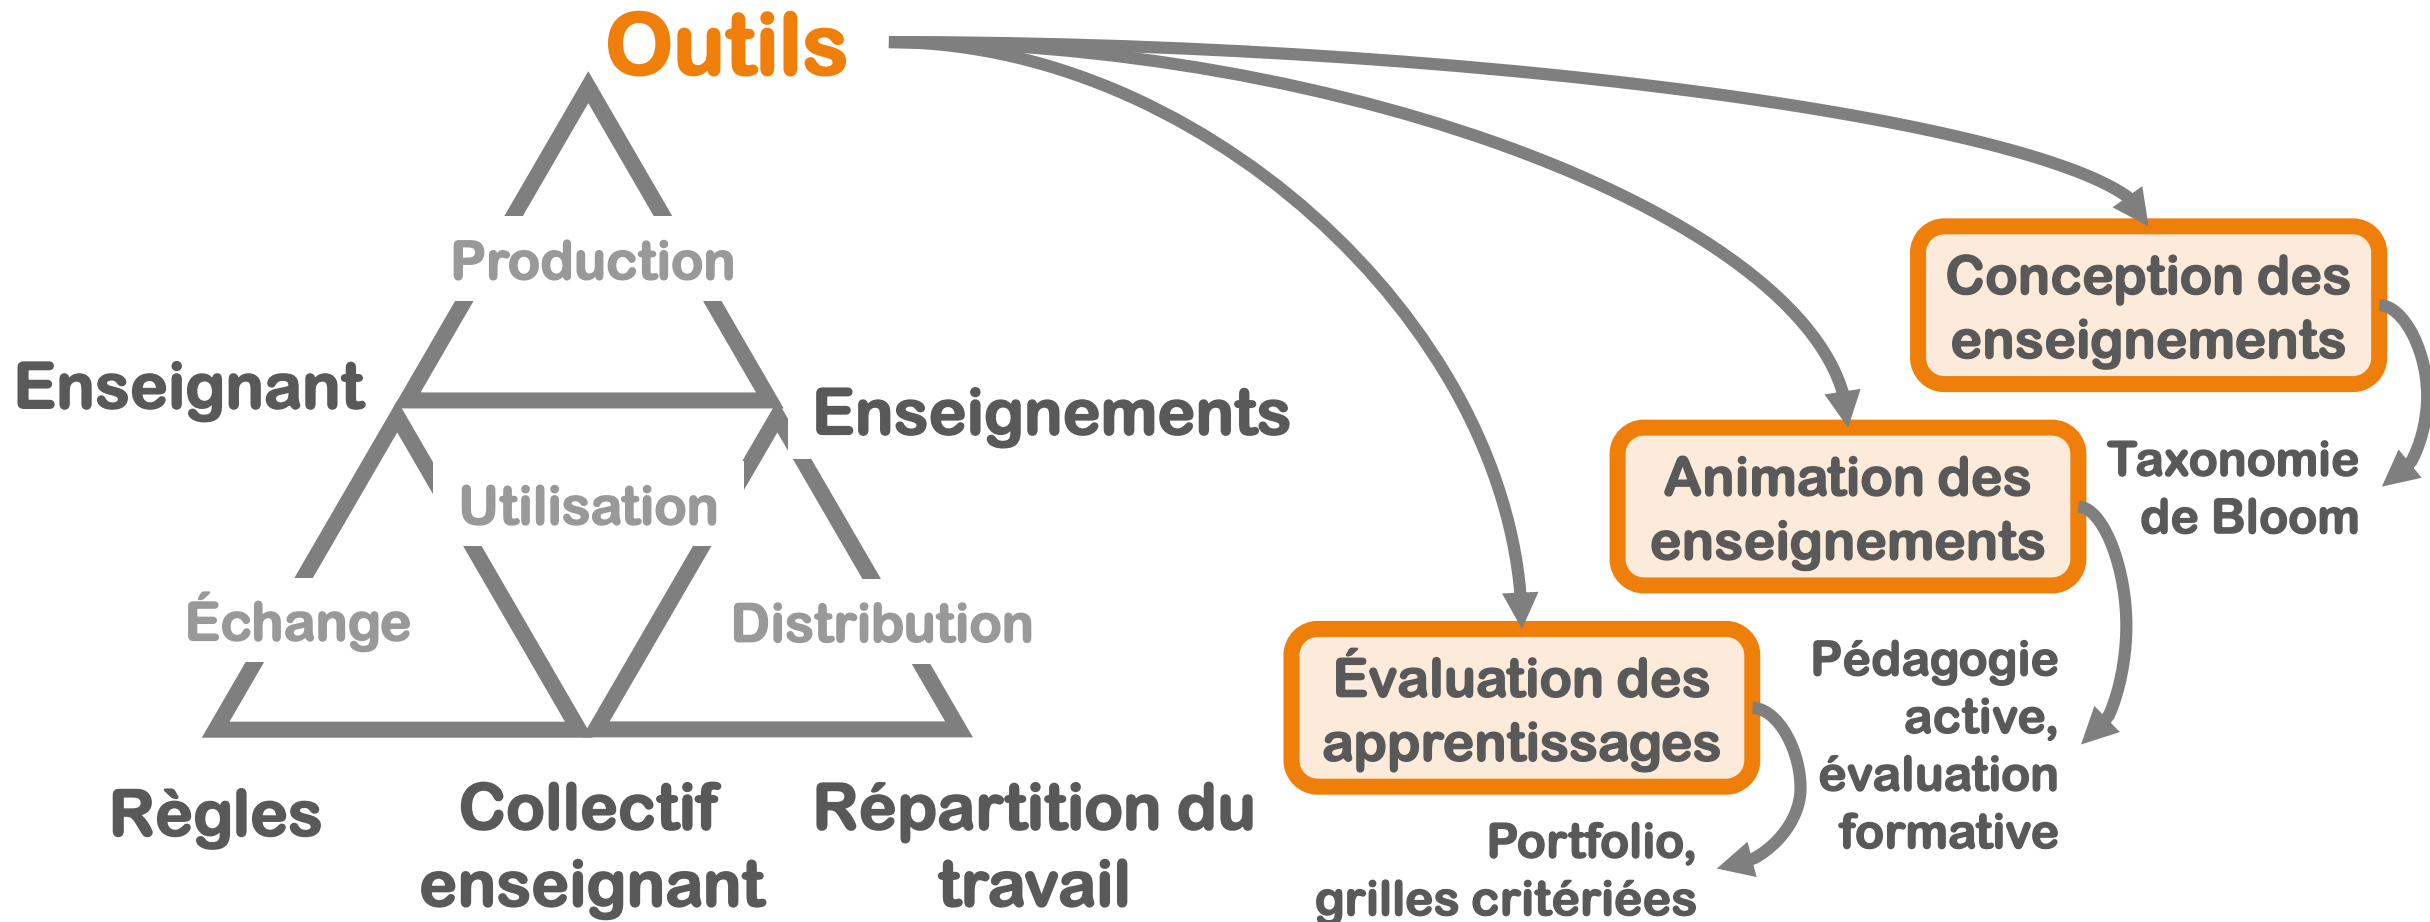 Outils
Production
Enseignant
Enseignements
Utilisation
Échange
Distribution
Règles
Collectif
enseignant
Répartition du
travail
Conception des
enseignements
Taxonomie
de Bloom
Animation des
enseignements
Pédagogie
active,
évaluation
formative
Évaluation des
apprentissages
Portfolio,
grilles critériées